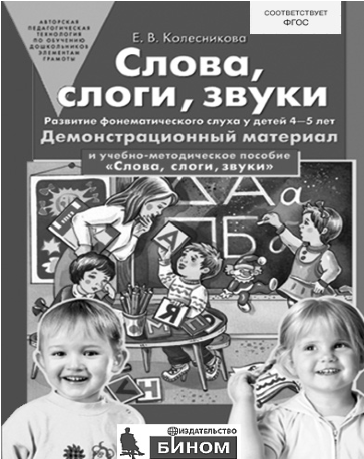 АВТОРСКАЯ
ПЕДАГОГИЧЕСКАЯ
ТЕХНОЛОГИЯ
ПО ОБУЧЕНИЮ
ДОШКОЛЬНИКОВ
ЭЛЕМЕНТАМ
ГРАМОТЫ
СООТВЕТСТВУЕТ
ФГОС
Е. В. Колесникова
Слова,
слоги, звуки
Развитие фонематического слуха у детей 4—5 лет
Демонстрационный материал
и учебно-методическое пособие
«Слова, слоги, звуки»
А а
П Б
А
А
Н
ИЗДАТЕЛЬСТВО
БИНОМ